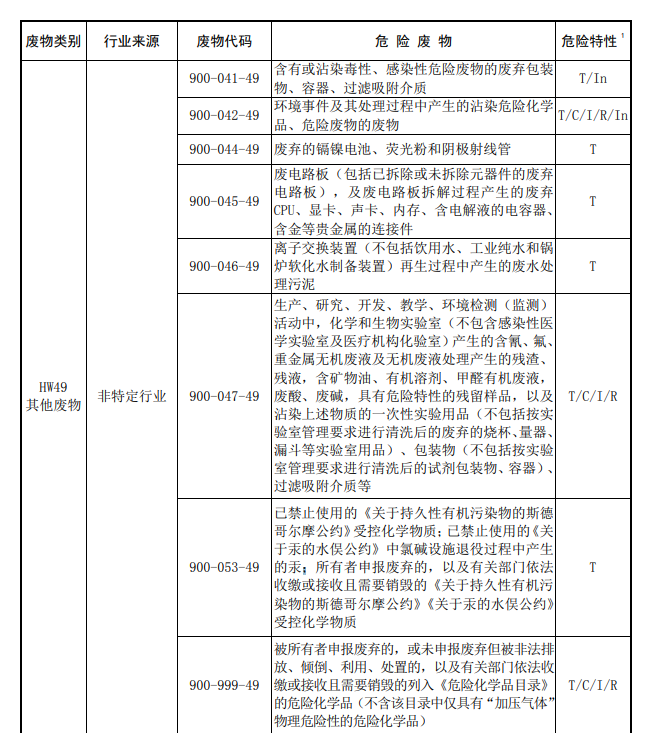 废物类别 行业来源 废物代码 危 险 废 物 危险特性¹
900-041-49 含有或沾染毒性、感染性危险废物的废弃包装 T/In
物、容器、过滤吸附介质
900-042-49 环境事件及其处理过程中产生的沾染危险化学 T/C/I/R/In
品、危险废物的废物
900-044-49 废弃的镉镍电池、荧光粉和阴极射线管 T
废电路板（包括已拆除或未拆除元器件的废弃
电路板），及废电路板拆解过程产生的废弃
900-045-49 CPU、显卡、声卡、内存、含电解液的电容器、 T
含金等贵金属的连接件
离子交换装置（不包括饮用水、工业纯水和锅
900-046-49 炉软化水制备装置）再生过程中产生的废水处 T
理污泥
生产、研究、开发、教学、环境检测（监测）
活动中，化学和生物实验室（不包含感染性医
学实验室及医疗机构化验室）产生的含氰、氟、
重金属无机废液及无机废液处理产生的残渣、
残液，含矿物油、有机溶剂、甲醛有机废液，
HW49
其他废物 非特定行业 900-047-49 废酸、废碱，具有危险特性的残留样品，以及 T/C/I/R
沾染上述物质的一次性实验用品（不包括按实
验室管理要求进行清洗后的废弃的烧杯、量器、
漏斗等实验室用品）、包装物（不包括按实验
室管理要求进行清洗后的试剂包装物、容器）、
过滤吸附介质等
已禁止使用的《关于持久性有机污染物的斯德
哥尔摩公约》受控化学物质；已禁止使用的《关
于汞的水俣公约》中氯碱设施退役过程中产生
900-053-49 的汞；所有者申报废弃的，以及有关部门依法 T
收缴或接收且需要销毁的《关于持久性有机污
染物的斯德哥尔摩公约》《关于汞的水俣公约》
受控化学物质
被所有者申报废弃的，或未申报废弃但被非法排
放、倾倒、利用、处置的，以及有关部门依法收
900-999-49 缴或接收且需要销毁的列入《危险化学品目录》 T/C/I/R
的危险化学品（不含该目录中仅具有“加压气体”
物理危险性的危险化学品）